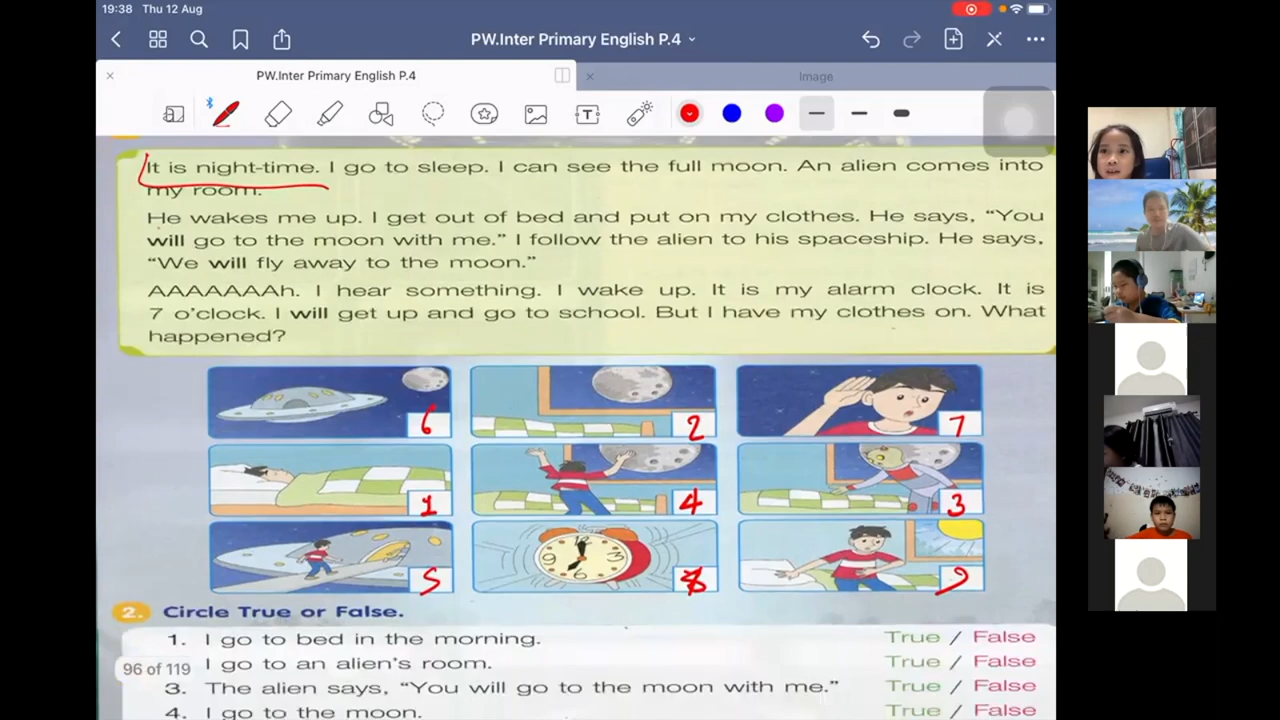 19:38 Thu 12 Aug
PW.Inter Primary English P.4
PW.Inter Primary English P.4
Image
T
It is night-time. I go to sleep. I can see the full moon. An alien comes into
my room.
He wakes me up. I get out of bed and put on my clothes. He says, “You
will go to the moon with me.” I follow the alien to his spaceship. He says,
“We will fly away to the moon.”
AAAAAAAh. I hear something. I wake up. It is my alarm clock. It is
7 o’clock. I will get up and go to school. But I have my clothes on. What
happened?
6
2
7
1
4
3
5
12
9
3
6
8
9
2. Circle True or False.
1. I go to bed in the morning. True / False
96 of 119
I go to an alien’s room. True / False
3. The alien says, “You will go to the moon with me.” True / False
4. I go to the moon. True / False